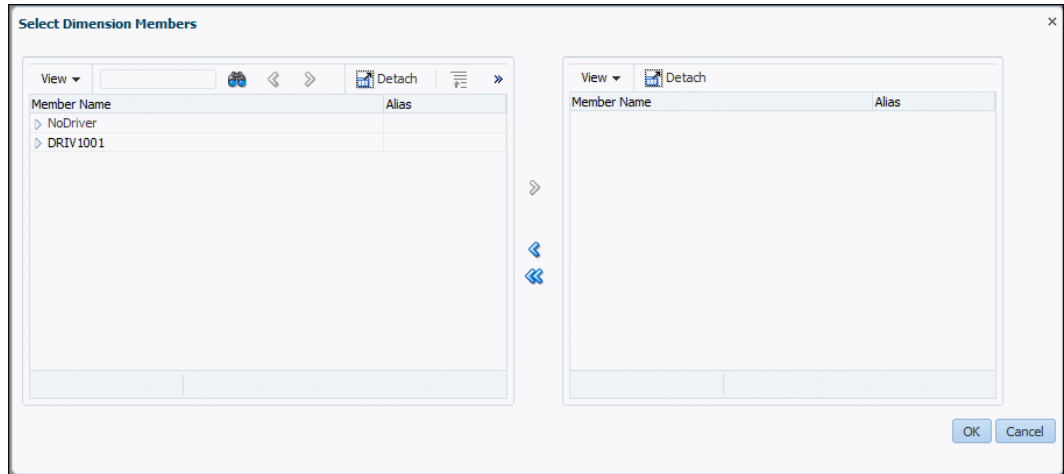 Select Dimension Members
View Detach »
Member Name Alias
NoDriver
DRIV1001
View Detach
Member Name Alias
OK Cancel